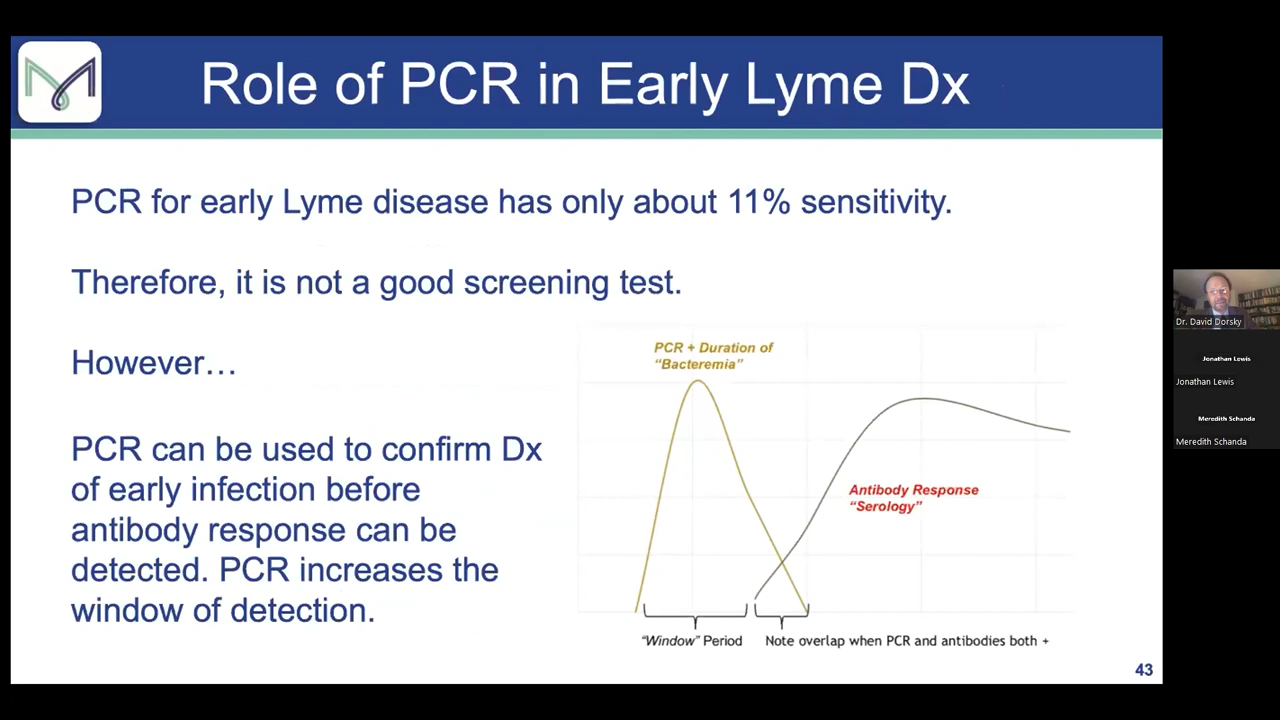 Role of PCR in Early Lyme Dx
PCR for early Lyme disease has only about 11% sensitivity.
Therefore, it is not a good screening test.
However…
PCR can be used to confirm Dx
of early infection before
antibody response can be
detected. PCR increases the
window of detection.
PCR + Duration of
“Bacteremia”
Antibody Response
“Serology”
“Window” Period
Note overlap when PCR and antibodies both +
43
Dr. David Dorsky
Jonathan Lewis
Jonathan Lewis
Meredith Schanda
Meredith Schanda